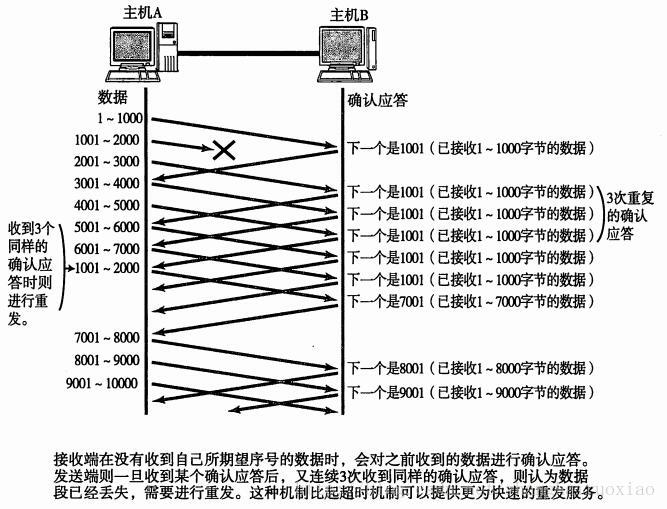 主机A
主机B
数据
确认应答
1~1000
1001~2000
下一个是1001（已接收1~1000字节的数据）
2001~3000
3001~4000
下一个是1001（已接收1~1000字节的数据）
4001~5000
下一个是1001（已接收1~1000字节的数据）
5001~6000
下一个是1001（已接收1~1000字节的数据）
3次重复
的确认
应答
收到3个
同样的
确认应
答时则
进行重
发。
6001~7000
下一个是1001（已接收1~1000字节的数据）
1001~2000
下一个是1001（已接收1~1000字节的数据）
下一个是7001（已接收1~7000字节的数据）
7001~8000
8001~9000
下一个是8001（已接收1~8000字节的数据）
9001~10000
下一个是9001（已接收1~9000字节的数据）
接收端在没有收到自己所期望序号的数据时，会对之前收到的数据进行确认应答。
发送端则一旦收到某个确认应答后，又连续3次收到同样的确认应答，则认为数据
段已经丢失，需要进行重发。这种机制比起超时机制可以提供更为快速的重发服务。